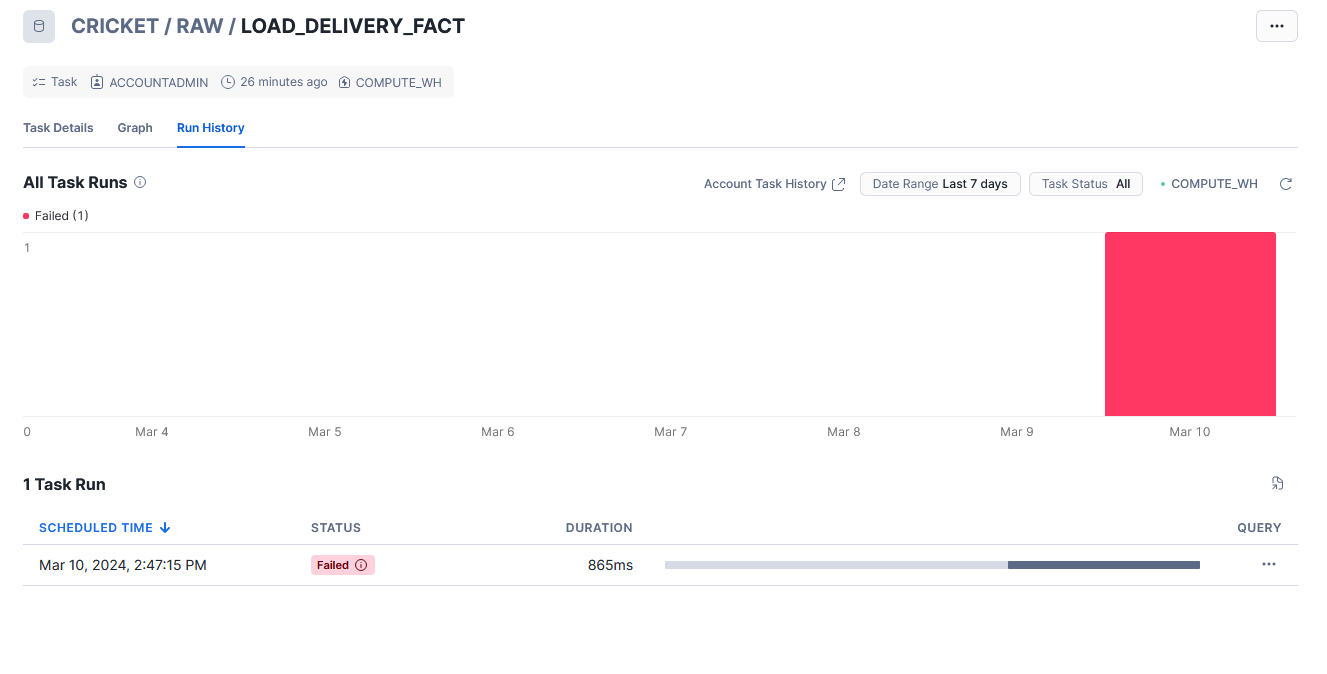 CRICKET / RAW / LOAD_DELIVERY_FACT
Task ACCOUNTADMIN 26 minutes ago COMPUTE_WH
Task Details Graph Run History
All Task Runs Account Task History Date Range Last 7 days Task Status All COMPUTE_WH
Failed (1)
1
0 Mar 4 Mar 5 Mar 6 Mar 7 Mar 8 Mar 9 Mar 10
1 Task Run
SCHEDULED TIME STATUS DURATION QUERY
Mar 10, 2024, 2:47:15 PM Failed 865ms